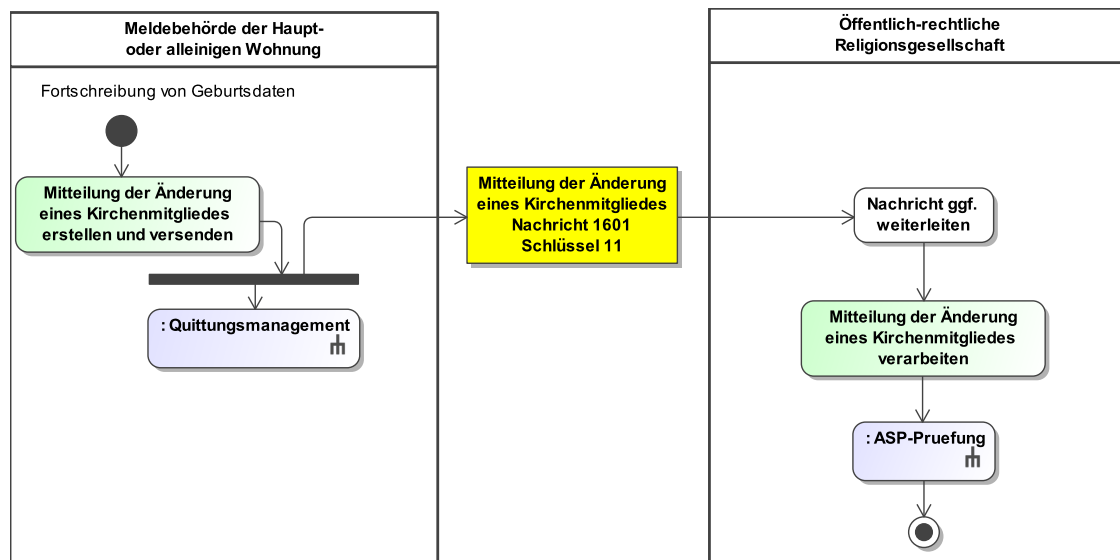 Meldebehörde der Haupt-
oder alleinigen Wohnung
Fortschreibung von Geburtsdaten
Mitteilung der Änderung
eines Kirchenmitgliedes
erstellen und versenden
: Quittungsmanagement
Mitteilung der Änderung
eines Kirchenmitgliedes
Nachricht 1601
Schlüssel 11
Öffentlich-rechtliche
Religionsgesellschaft
Nachricht ggf.
weiterleiten
Mitteilung der Änderung
eines Kirchenmitgliedes
verarbeiten
: ASP-Pruefung